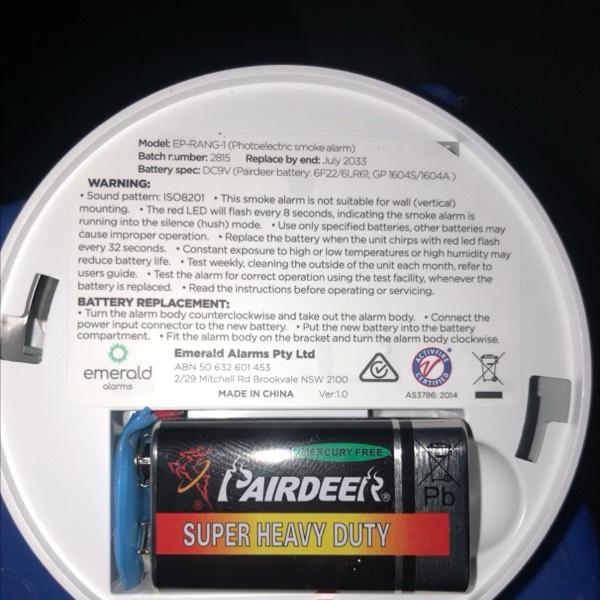 Model: EP-RANG-1 (Photoelectric smoke alarm)
Batch number: 2815 Replace by end: July 2033
Battery spec: DC9V (Pairdeer battery: 6F22/6LR61; GP 1604S/1604A )
WARNING:
• Sound pattern: ISO8201 • This smoke alarm is not suitable for wall (vertical)
mounting. • The red LED will flash every 8 seconds, indicating the smoke alarm is
running into the silence (hush) mode. • Use only specified batteries, other batteries may
cause improper operation. • Replace the battery when the unit chirps with red led flash
every 32 seconds. • Constant exposure to high or low temperatures or high humidity may
reduce battery life. • Test weekly, cleaning the outside of the unit each month, refer to
users guide. • Test the alarm for correct operation using the test facility, whenever the
battery is replaced. • Read the instructions before operating or servicing.
BATTERY REPLACEMENT:
• Turn the alarm body counterclockwise and take out the alarm body. • Connect the
power input connector to the new battery. • Put the new battery into the battery
compartment. • Fit the alarm body on the bracket and turn the alarm body clockwise.
emerald
alarms
Emerald Alarms Pty Ltd
ABN 50 632 601 453
2/29 Mitchell Rd Brookvale NSW 2100
MADE IN CHINA Ver:1.0
ACTIVFIRE
CERTIFIED
AS3786: 2014
MERCURY FREE
PAIRDEER®
Pb
SUPER HEAVY DUTY